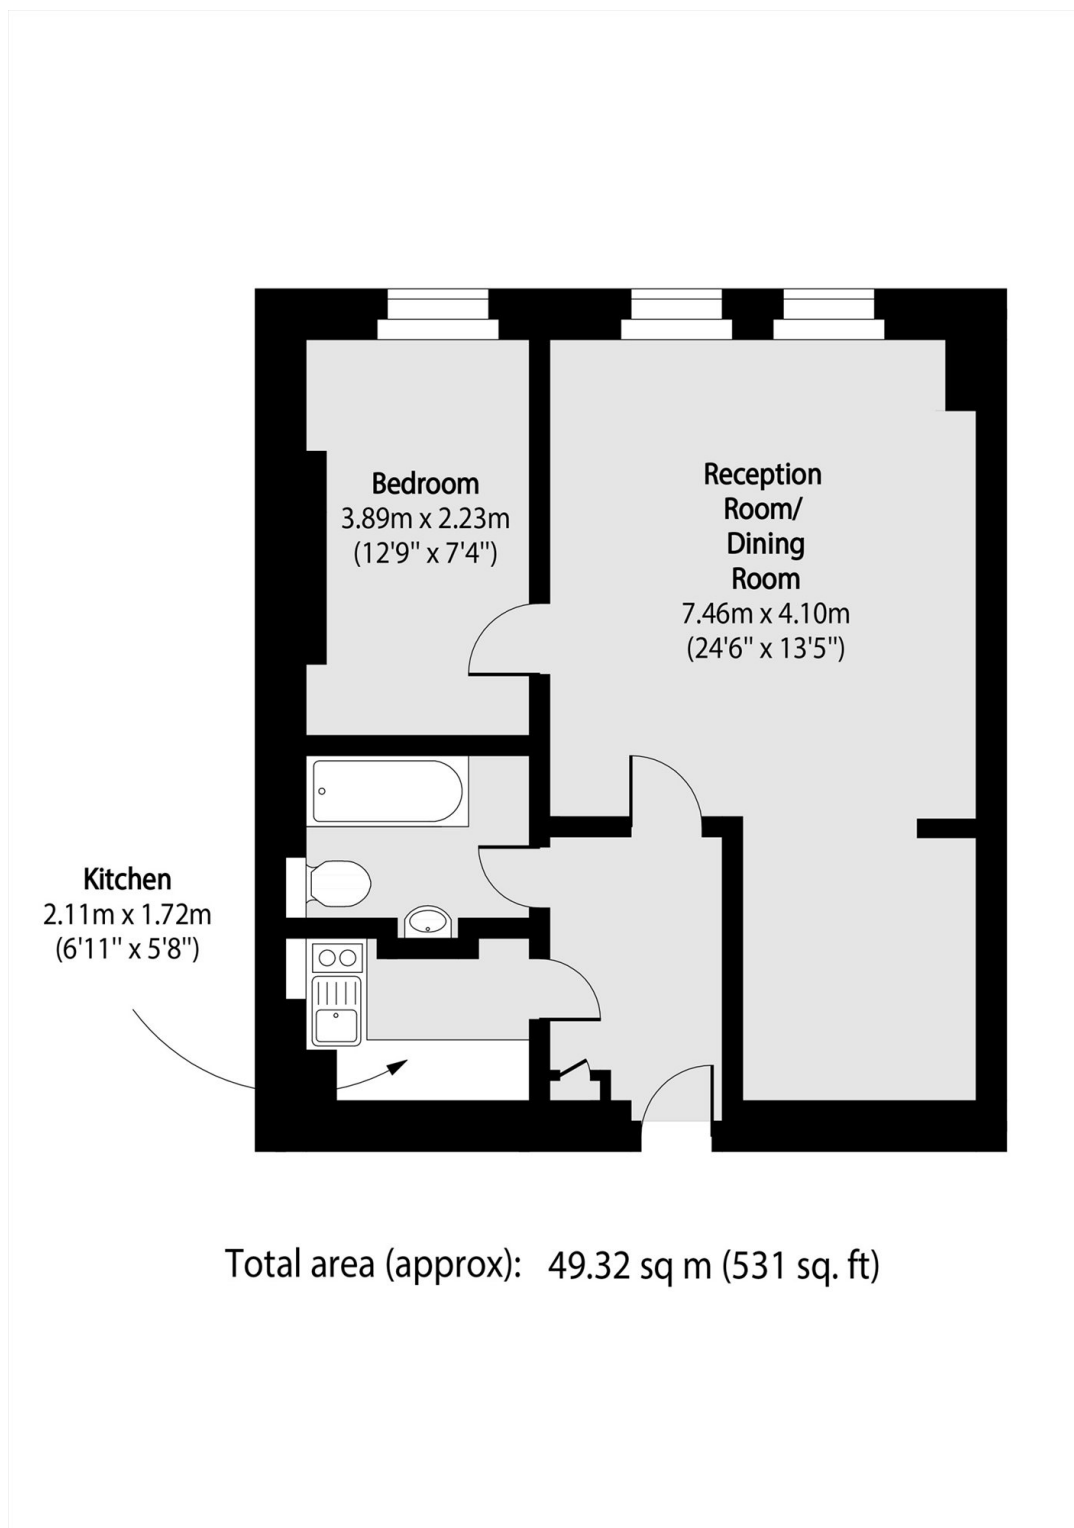 Bedroom
3.89m x 2.23m
(12'9'' x 7'4'')
Reception
Room/
Dining
Room
7.46m x 4.10m
(24'6'' x 13'5'')
Kitchen
2.11m x 1.72m
(6'11'' x 5'8'')
Total area (approx): 49.32 sq m (531 sq. ft)